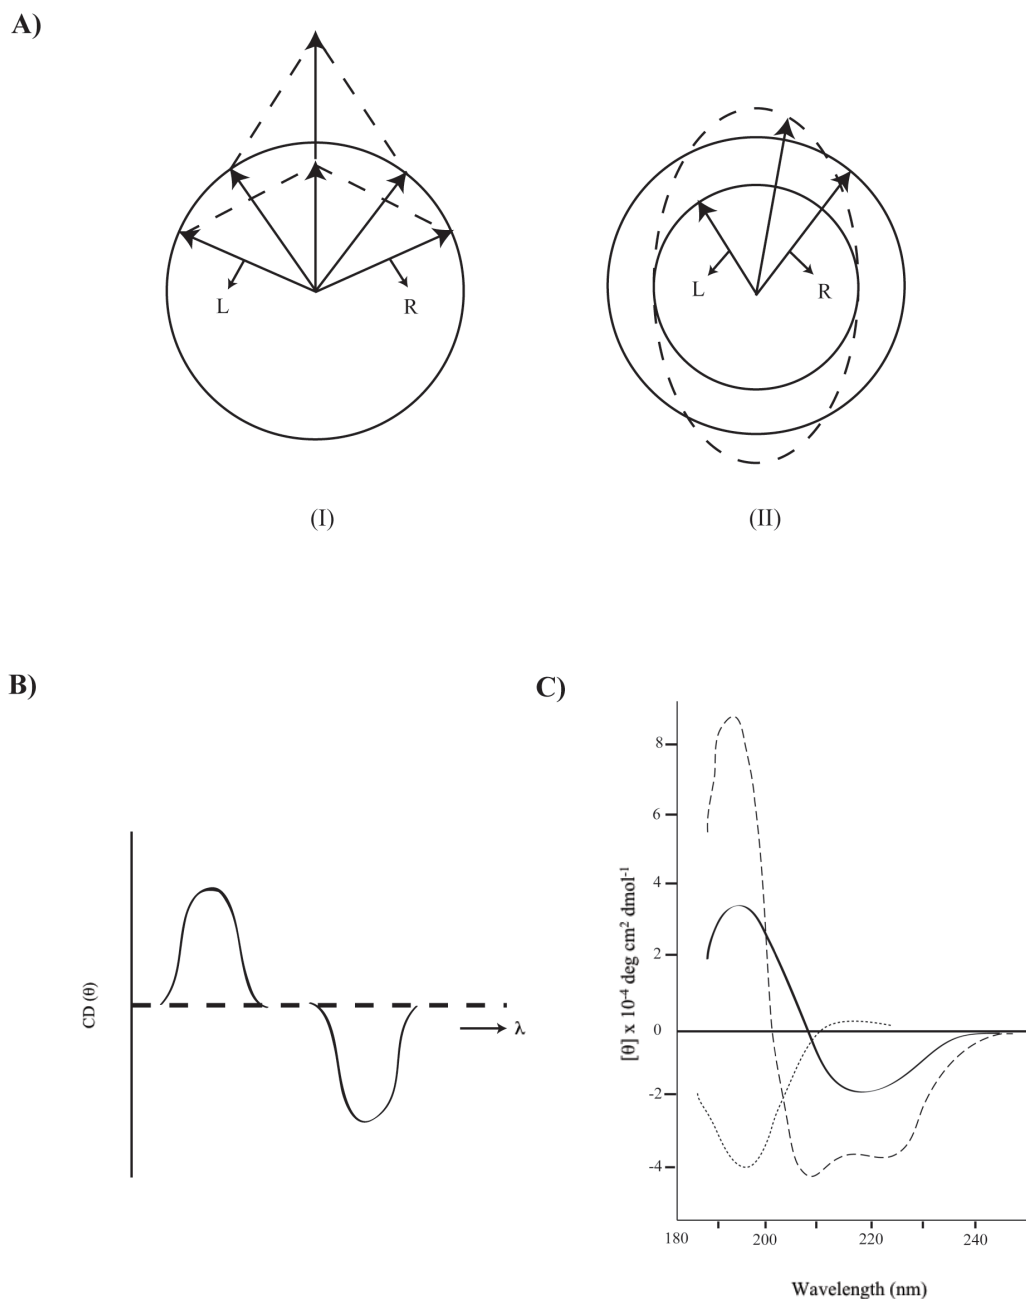 A)
L
R
L
R
(I)
(II)
B)
CD (θ)
λ
C)
[θ] x 10⁻⁴ deg cm² dmol⁻¹
8
6
4
2
0
-2
-4
180
200
220
240
Wavelength (nm)